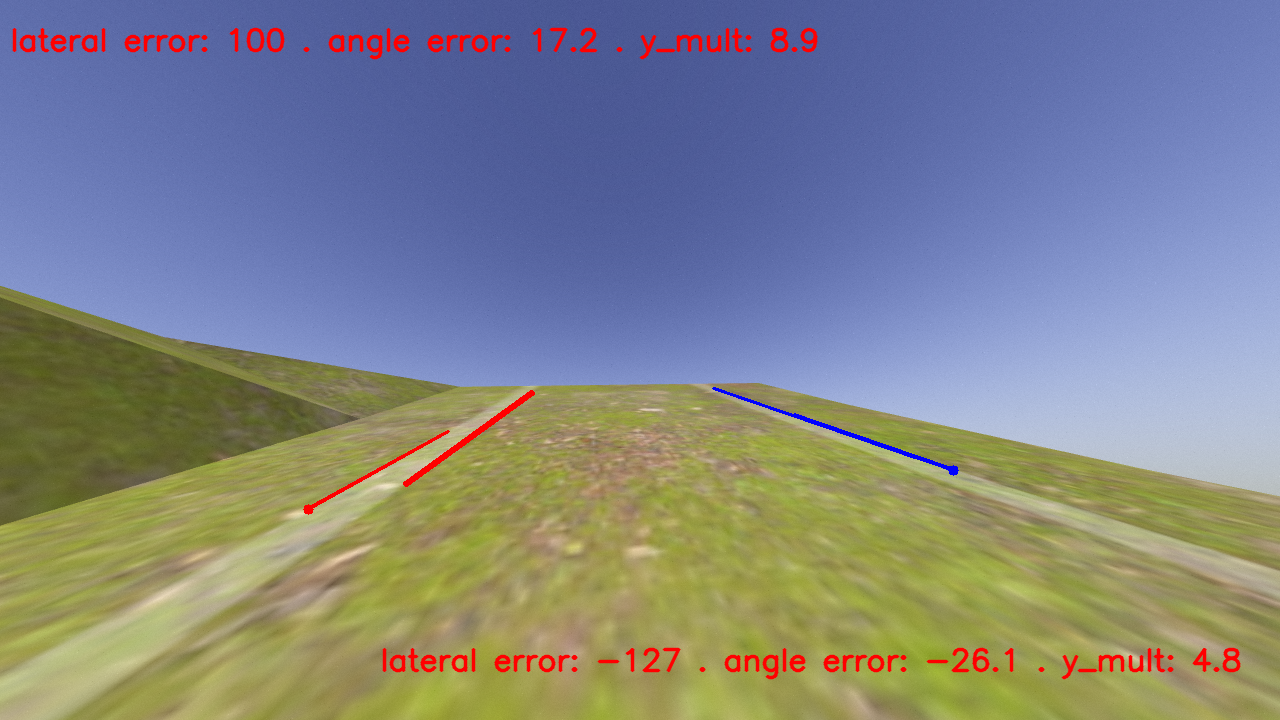 lateral error: 100 . angle error: 17.2 . y_mult: 8.9
lateral error: -127 . angle error: -26.1 . y_mult: 4.8